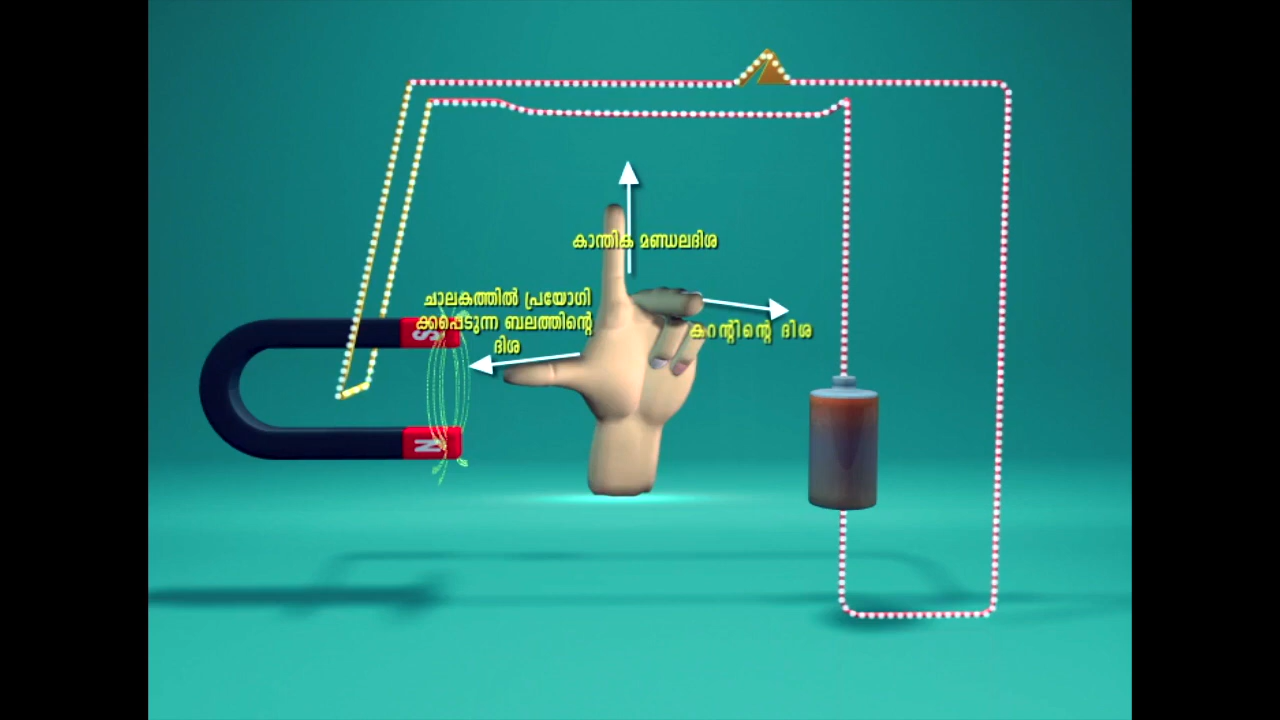 കാന്തിക മണ്ഡലദിശ
ചാലകത്തിൽ പ്രയോഗി
ക്കപ്പെടുന്ന ബലത്തിന്റെ
ദിശ
കറന്റിന്റെ ദിശ
S
N